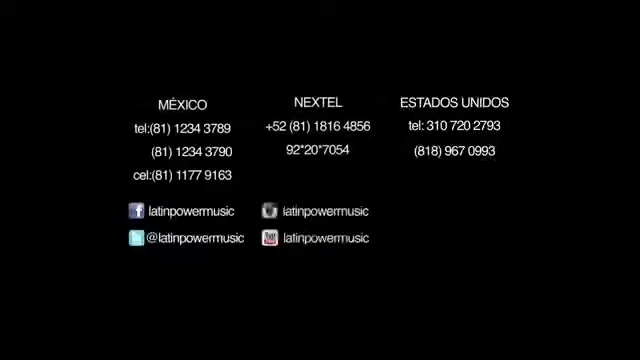 MÉXICO
tel:(81) 1234 3789
(81) 1234 3790
cel:(81) 1177 9163
NEXTEL
+52 (81) 1816 4856
92*20*7054
ESTADOS UNIDOS
tel: 310 720 2793
(818) 967 0993
latinpowermusic
latinpowermusic
@latinpowermusic
latinpowermusic